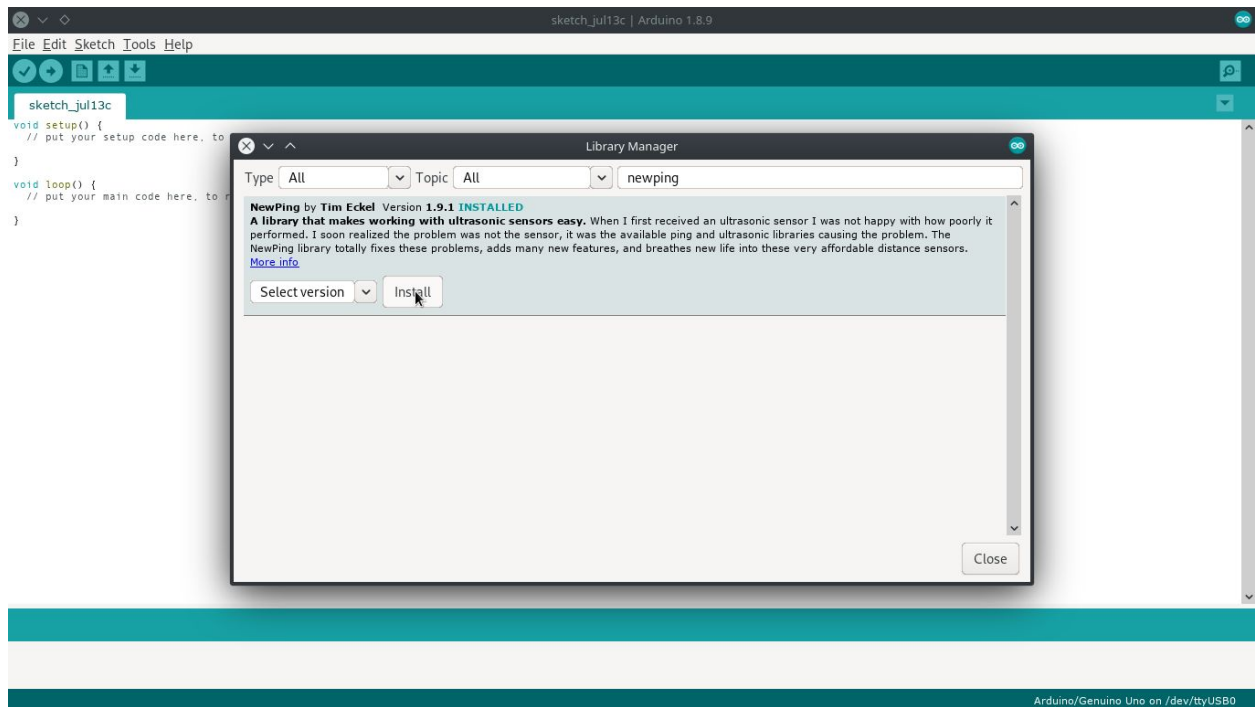 sketch_jul13c | Arduino 1.8.9
File Edit Sketch Tools Help
sketch_jul13c
void setup() {
// put your setup code here, to
}
void loop() {
// put your main code here, to r
}
Library Manager
Type All Topic All newping
NewPing by Tim Eckel Version 1.9.1 INSTALLED
A library that makes working with ultrasonic sensors easy. When I first received an ultrasonic sensor I was not happy with how poorly it
performed. I soon realized the problem was not the sensor, it was the available ping and ultrasonic libraries causing the problem. The
NewPing library totally fixes these problems, adds many new features, and breathes new life into these very affordable distance sensors.
More info
Select version Install
Close
Arduino/Genuino Uno on /dev/ttyUSB0